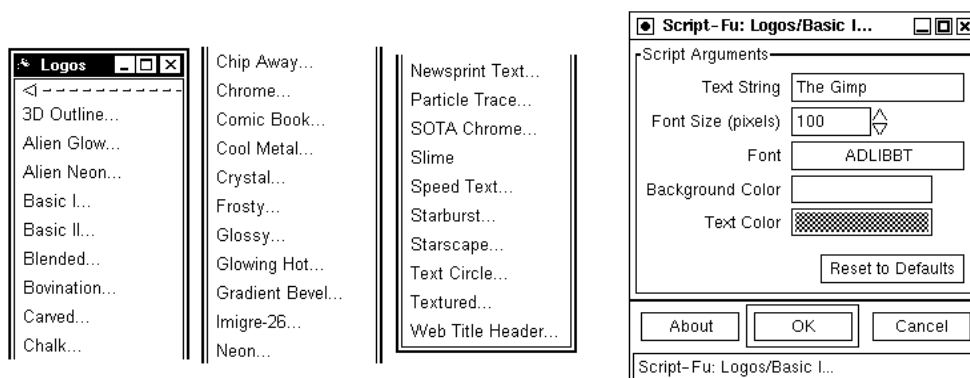 Logos
3D Outline...
Alien Glow...
Alien Neon...
Basic I...
Basic II...
Blended...
Bovination...
Carved...
Chalk...
Chip Away...
Chrome...
Comic Book...
Cool Metal...
Crystal...
Frosty...
Glossy...
Glowing Hot...
Gradient Bevel...
Imigre-26...
Neon...
Newsprint Text...
Particle Trace...
SOTA Chrome...
Slime
Speed Text...
Starburst...
Starscape...
Text Circle...
Textured...
Web Title Header...
Script-Fu: Logos/Basic I...
Script Arguments
Text String The Gimp
Font Size (pixels) 100
Font ADLIBBT
Background Color
Text Color
Reset to Defaults
About OK Cancel
Script-Fu: Logos/Basic I...